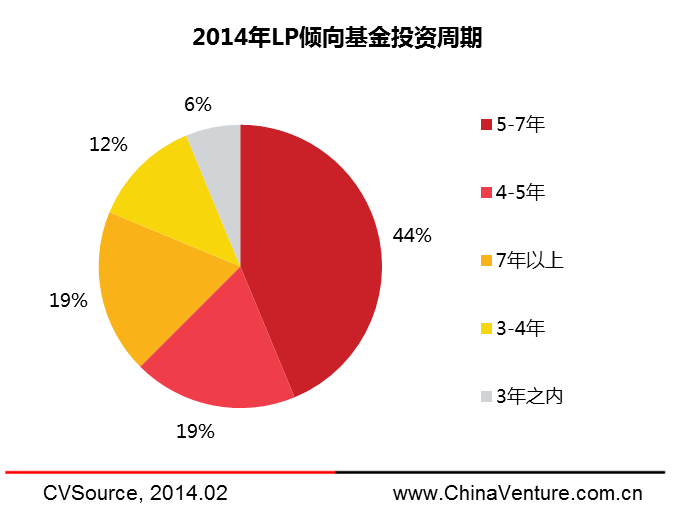 2014年LP倾向基金投资周期
6%
12%
44%
19%
19%
5-7年
4-5年
7年以上
3-4年
3年之内
CVSource, 2014.02
www.ChinaVenture.com.cn